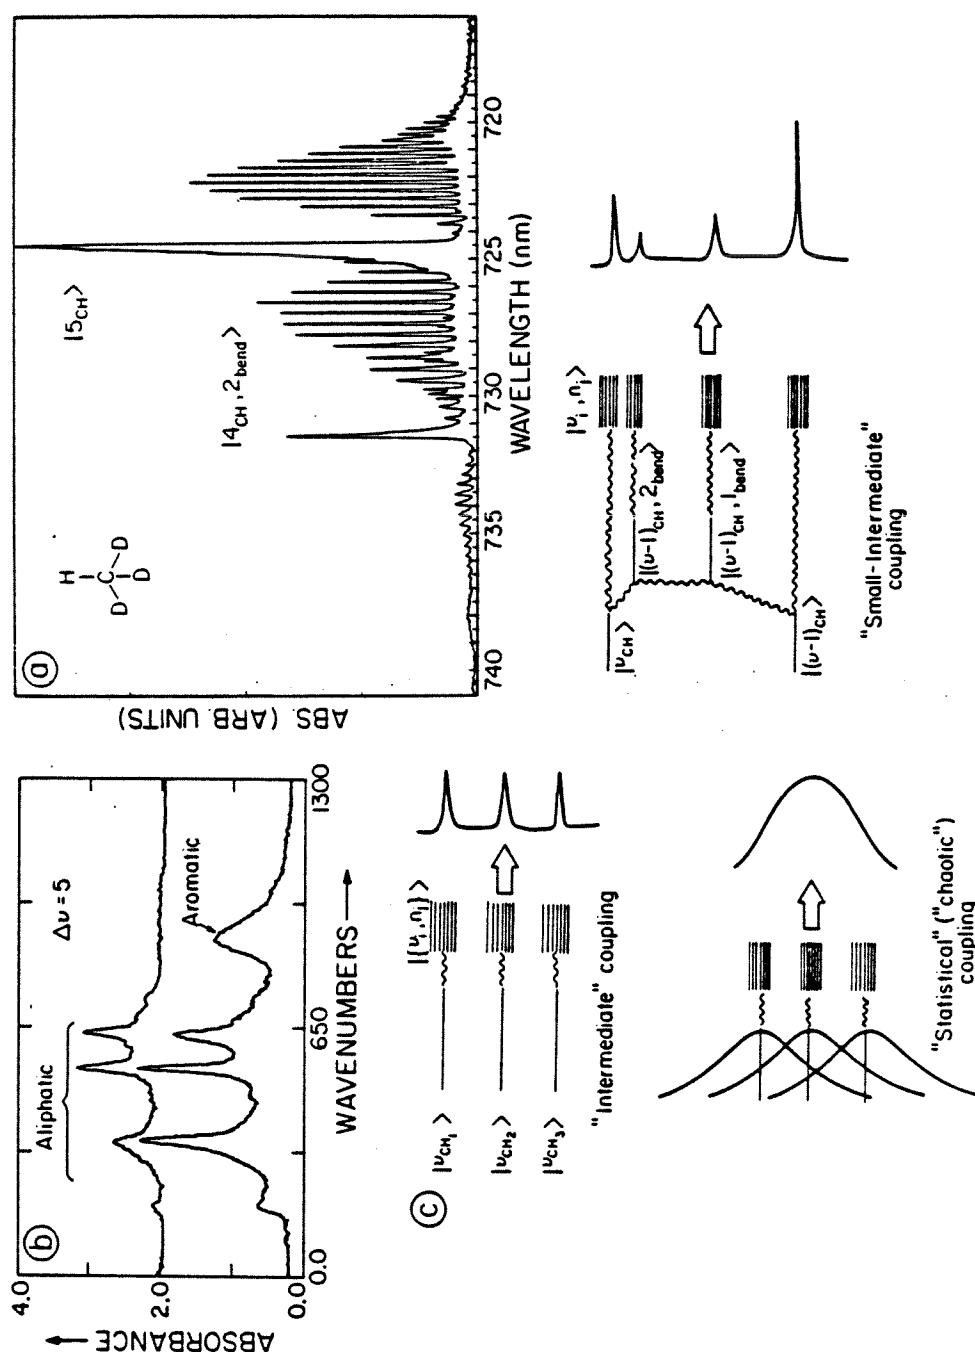 ⓐ
ABS. (ARB. UNITS)
H
C
D
D
D
|5CH>
|4CH, 2bend>
740
735
730
725
720
WAVELENGTH (nm)
ⓑ
ABSORBANCE
4.0
2.0
0.0
Aliphatic
Δυ = 5
Aromatic
0.0
650
1300
WAVENUMBERS
ⓒ
|υCH1>
|υCH2>
|υCH3>
|{υi, ni}>
"Intermediate" coupling
|υCH>
|(υ-1)CH, 2bend>
|(υ-1)CH, 1bend>
|(υ-1)CH>
|υi, ni>
"Small-Intermediate"
coupling
"Statistical" ("chaotic")
coupling